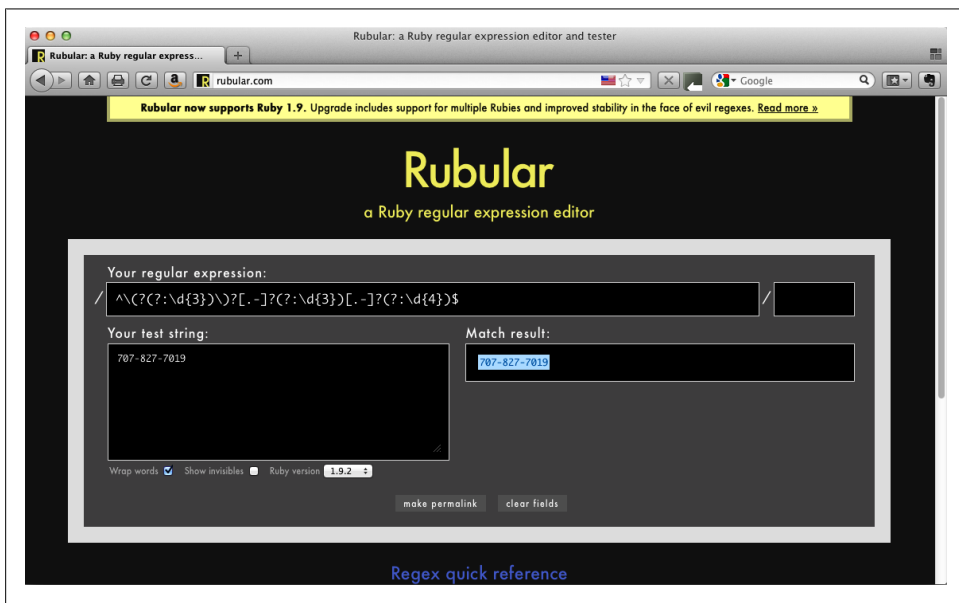 Rubular: a Ruby regular expression editor and tester
Rubular: a Ruby regular express... +
rubular.com Google
Rubular now supports Ruby 1.9. Upgrade includes support for multiple Rubies and improved stability in the face of evil regexes. Read more »
Rubular
a Ruby regular expression editor
Your regular expression:
/ ^\(?(?:\d{3})\)?[.-]?(?:\d{3})[.-]?(?:\d{4})$ /
Your test string: Match result:
707-827-7019 707-827-7019
Wrap words Show invisibles Ruby version 1.9.2
make permalink clear fields
Regex quick reference